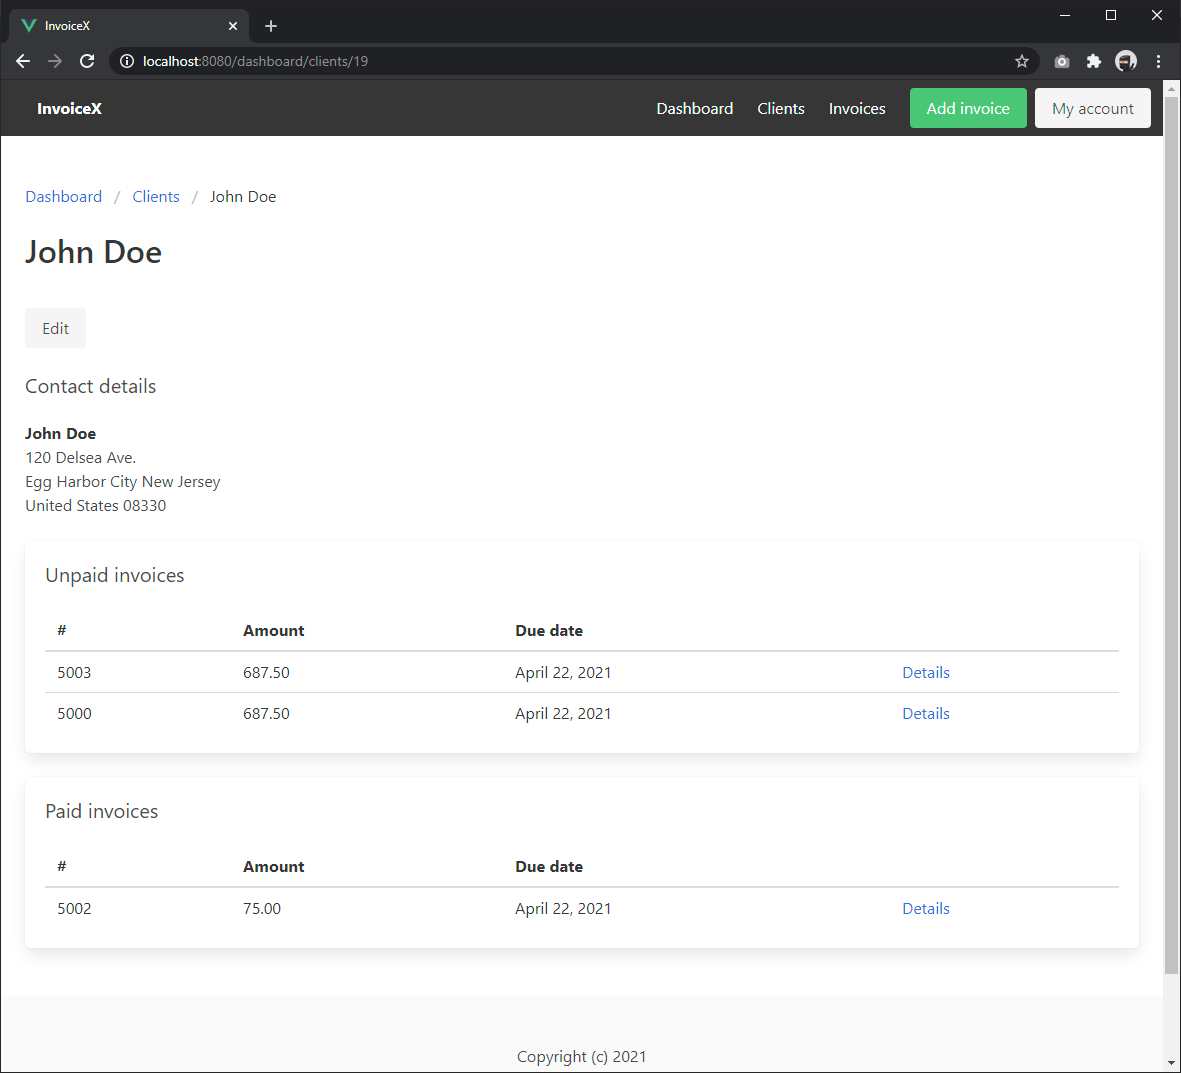 InvoiceX
localhost:8080/dashboard/clients/19
InvoiceX Dashboard Clients Invoices Add invoice My account
Dashboard / Clients / John Doe
John Doe
Edit
Contact details
John Doe
120 Delsea Ave.
Egg Harbor City New Jersey
United States 08330
Unpaid invoices
# Amount Due date
5003 687.50 April 22, 2021 Details
5000 687.50 April 22, 2021 Details
Paid invoices
# Amount Due date
5002 75.00 April 22, 2021 Details
Copyright (c) 2021